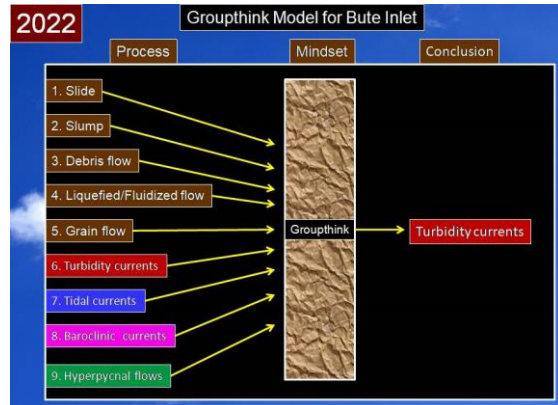 2022
Groupthink Model for Bute Inlet
Process Mindset Conclusion
1. Slide
2. Slump
3. Debris flow
4. Liquefied/Fluidized flow
5. Grain flow
Groupthink
Turbidity currents
6. Turbidity currents
7. Tidal currents
8. Baroclinic currents
9. Hyperpycnal flows